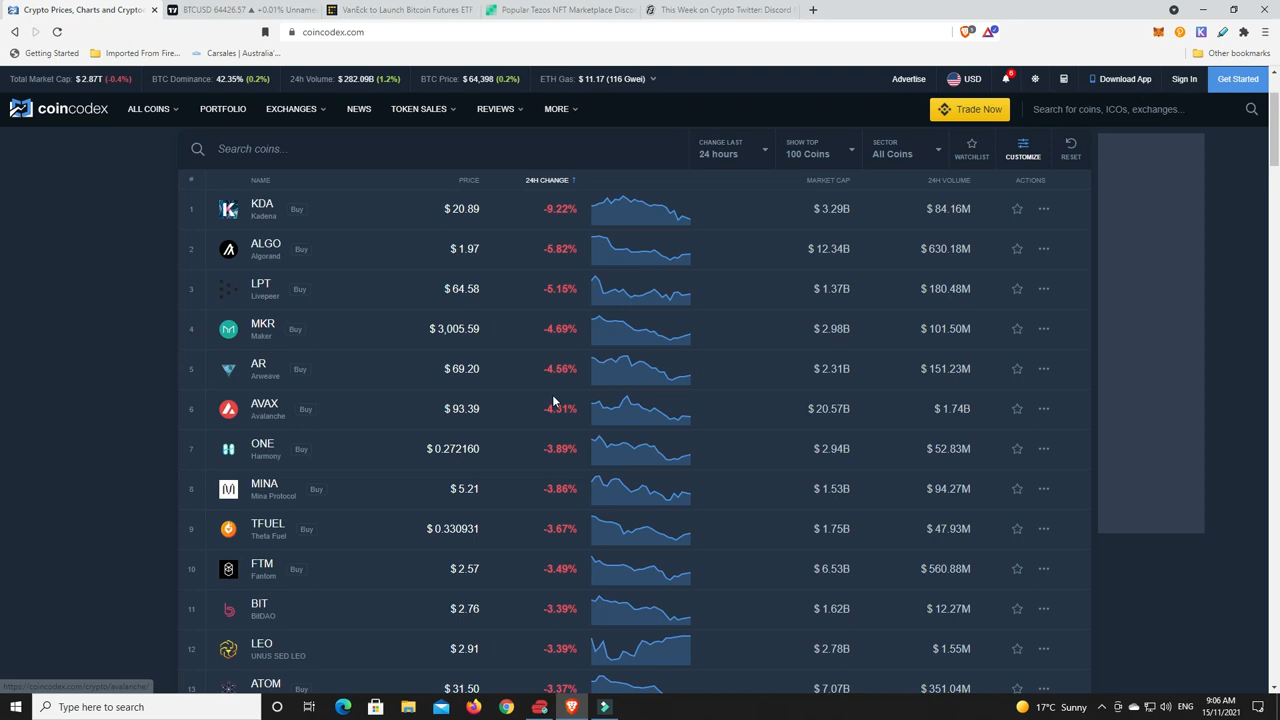 Crypto Prices, Charts and Crypto
BTCUSD 64426.57 ▲ +0.01% Unname
VanEck to Launch Bitcoin Futures ETF
Popular Tezos NFT Marketplace Disco
This Week on Crypto Twitter: Discord
coincodex.com
Getting Started
Imported From Fire...
Carsales | Australia'...
Other bookmarks
Total Market Cap: $ 2.87T (-0.4%)
BTC Dominance: 42.35% (0.2%)
24h Volume: $ 282.09B (1.2%)
BTC Price: $ 64,398 (0.2%)
ETH Gas: $ 11.17 (116 Gwei)
Advertise
USD
6
Download App
Sign In
Get Started
coincodex
ALL COINS
PORTFOLIO
EXCHANGES
NEWS
TOKEN SALES
REVIEWS
MORE
Trade Now
Search for coins, ICOs, exchanges...
Search coins...
CHANGE LAST
24 hours
SHOW TOP
100 Coins
SECTOR
All Coins
WATCHLIST
CUSTOMIZE
RESET
# NAME PRICE 24H CHANGE ↑ MARKET CAP 24H VOLUME ACTIONS
1 KDA Kadena Buy $ 20.89 -9.22% $ 3.29B $ 84.16M
2 ALGO Algorand Buy $ 1.97 -5.82% $ 12.34B $ 630.18M
3 LPT Livepeer Buy $ 64.58 -5.15% $ 1.37B $ 180.48M
4 MKR Maker Buy $ 3,005.59 -4.69% $ 2.98B $ 101.50M
5 AR Arweave Buy $ 69.20 -4.56% $ 2.31B $ 151.23M
6 AVAX Avalanche Buy $ 93.39 $ 20.57B $ 1.74B
7 ONE Harmony Buy $ 0.272160 -3.89% $ 2.94B $ 52.83M
8 MINA Mina Protocol Buy $ 5.21 -3.86% $ 1.53B $ 94.27M
9 TFUEL Theta Fuel Buy $ 0.330931 -3.67% $ 1.75B $ 47.93M
10 FTM Fantom Buy $ 2.57 -3.49% $ 6.53B $ 560.88M
11 BIT BitDAO $ 2.76 -3.39% $ 1.62B $ 12.27M
12 LEO UNUS SED LEO $ 2.91 -3.39% $ 2.78B $ 1.55M
13 ATOM Buy $ 31.50 -3.37% $ 7.07B $ 351.04M
https://coincodex.com/crypto/avalanche/
Type here to search
17°C Sunny
ENG
9:06 AM
15/11/2021